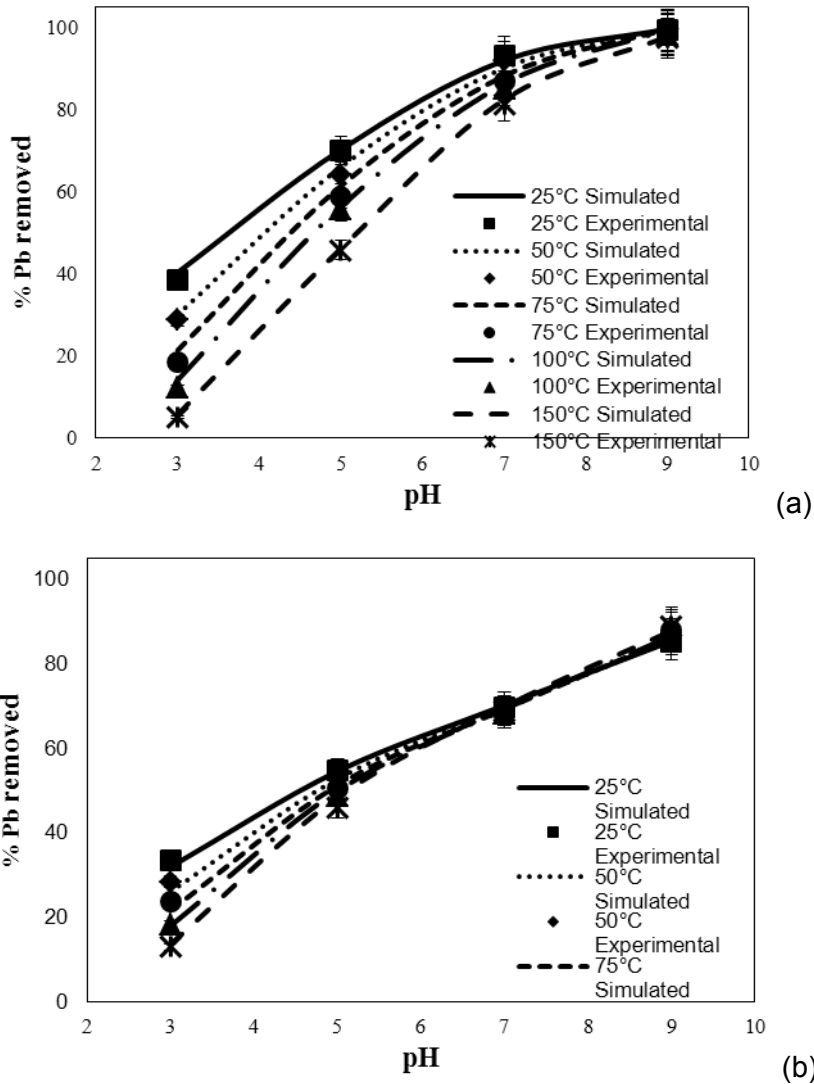 % Pb removed
100
80
60
40
20
0
25°C Simulated
25°C Experimental
50°C Simulated
50°C Experimental
75°C Simulated
75°C Experimental
100°C Simulated
100°C Experimental
150°C Simulated
150°C Experimental
2 3 4 5 6 7 8 9 10
pH
(a)
% Pb removed
100
80
60
40
20
0
25°C
Simulated
25°C
Experimental
50°C
Simulated
50°C
Experimental
75°C
Simulated
2 3 4 5 6 7 8 9 10
pH
(b)